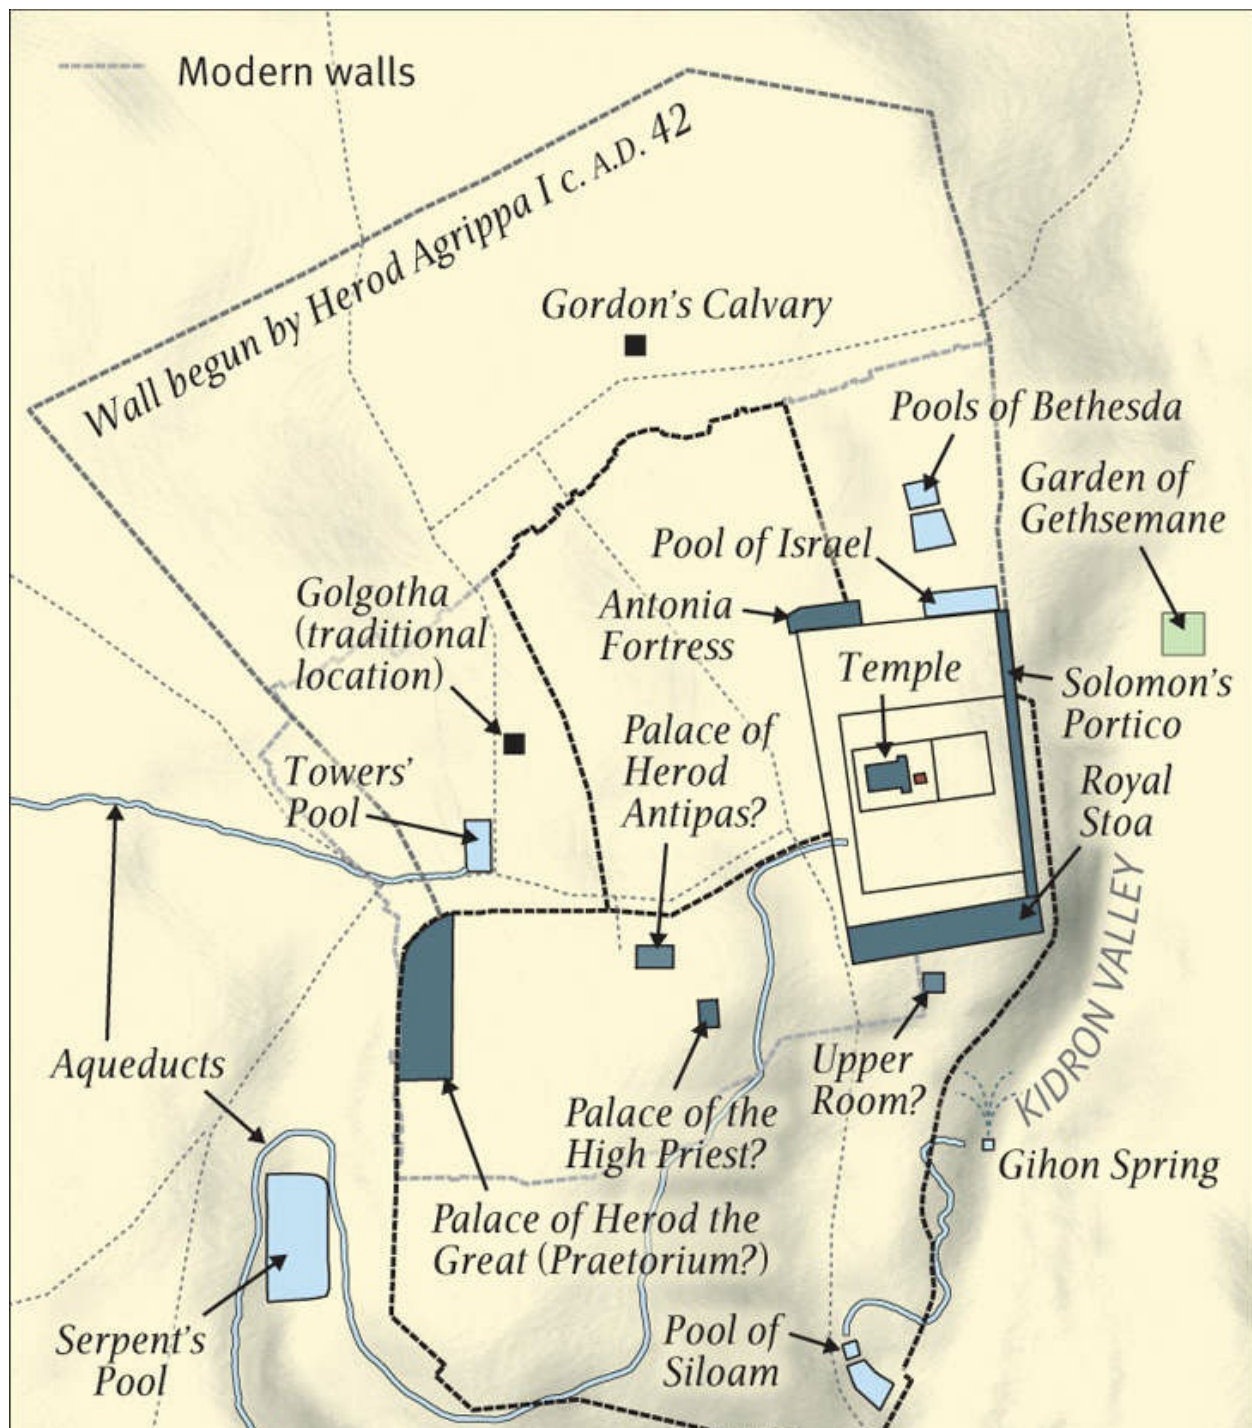 Modern walls
Wall begun by Herod Agrippa I c. A.D. 42
Gordon's Calvary
Pools of Bethesda
Garden of
Gethsemane
Pool of Israel
Golgotha
(traditional
location)
Antonia
Fortress
Temple
Solomon's
Portico
Palace of
Herod
Antipas?
Towers'
Pool
Royal
Stoa
KIDRON VALLEY
Aqueducts
Upper
Room?
Palace of the
High Priest?
Gihon Spring
Palace of Herod the
Great (Praetorium?)
Serpent's
Pool
Pool of
Siloam